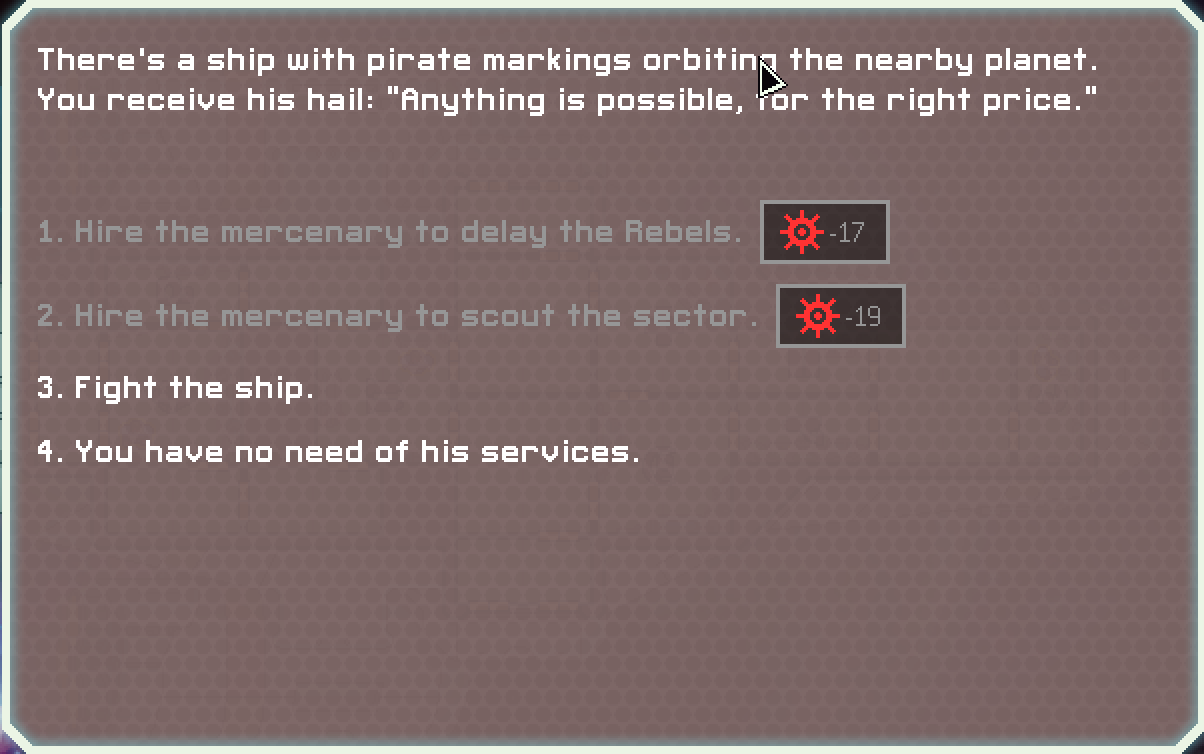 There's a ship with pirate markings orbiting the nearby planet.
You receive his hail: "Anything is possible, for the right price."
1. Hire the mercenary to delay the Rebels. -17
2. Hire the mercenary to scout the sector. -19
3. Fight the ship.
4. You have no need of his services.